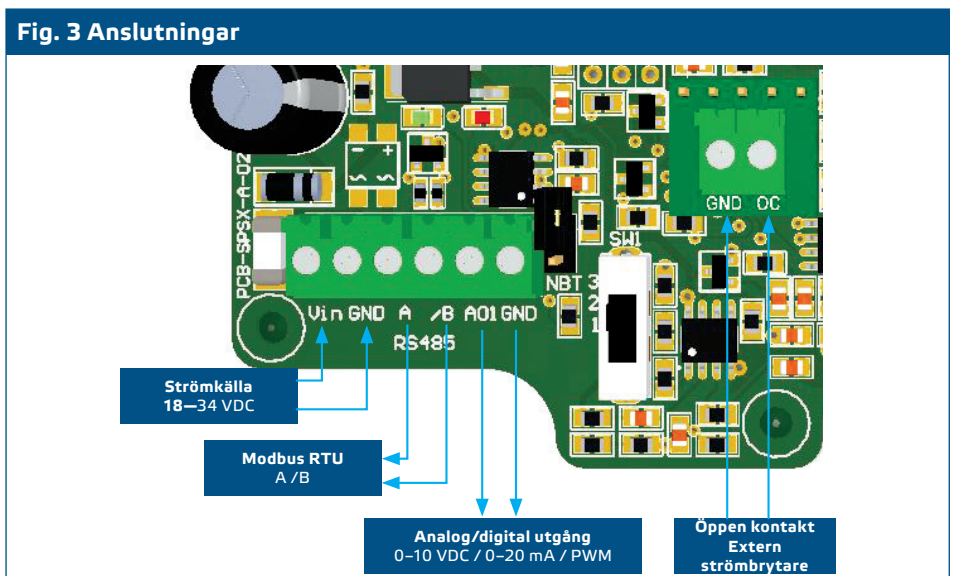 Fig. 3 Anslutningar
PCB-SPSX-A-02
GND OC
SW1
NBT 3
2
1
Vin GND A /B AO1 GND
RS485
Strömkälla
18—34 VDC
Modbus RTU
A /B
Analog/digital utgång
0–10 VDC / 0–20 mA / PWM
Öppen kontakt
Extern
strömbrytare